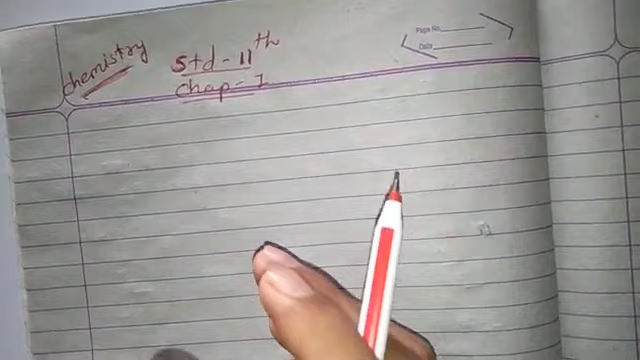 chemistry
Std - 11th
Chap - 1
Page No.
Date